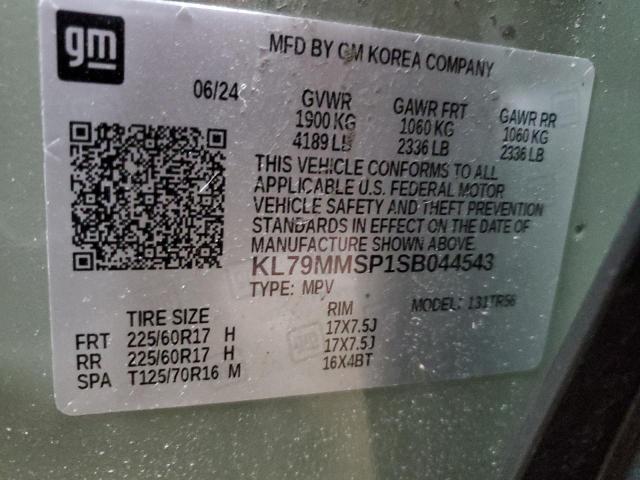 gm
MFD BY GM KOREA COMPANY
06/24
GVWR GAWR FRT GAWR RR
1900 KG 1060 KG 1060 KG
4189 LB 2336 LB 2336 LB
THIS VEHICLE CONFORMS TO ALL
APPLICABLE U.S. FEDERAL MOTOR
VEHICLE SAFETY AND THEFT PREVENTION
STANDARDS IN EFFECT ON THE DATE OF
MANUFACTURE SHOWN ABOVE.
KL79MMSP1SB044543
TYPE: MPV MODEL: 131TR56
TIRE SIZE RIM
FRT 225/60R17 H 17X7.5J
RR 225/60R17 H 17X7.5J
SPA T125/70R16 M 16X4BT